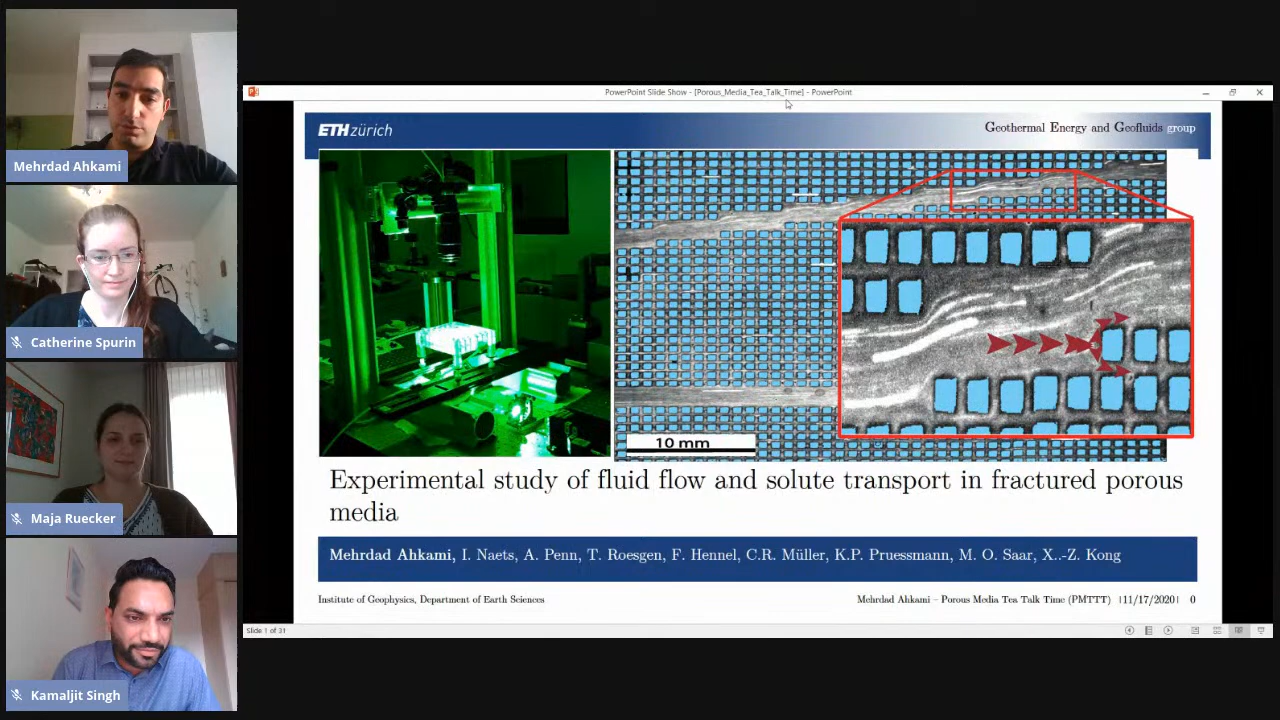 Mehrdad Ahkami
Catherine Spurin
Maja Ruecker
Kamaljit Singh
PowerPoint Slide Show - [Porous_Media_Tea_Talk_Time] - PowerPoint
ETH zürich
Geothermal Energy and Geofluids group
10 mm
Experimental study of fluid flow and solute transport in fractured porous
media
Mehrdad Ahkami, I. Naets, A. Penn, T. Roesgen, F. Hennel, C.R. Müller, K.P. Pruessmann, M. O. Saar, X..-Z. Kong
Institute of Geophysics, Department of Earth Sciences
Mehrdad Ahkami – Porous Media Tea Talk Time (PMTTT) |11/17/2020| 0
Slide 1 of 31